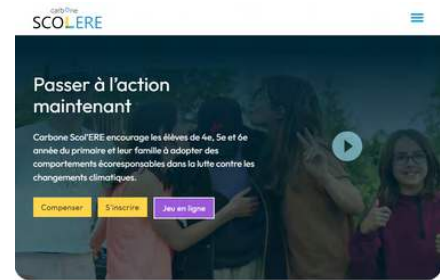 carbone
SCOLERE
Passer à l'action
maintenant
Carbone Scol'ERE encourage les élèves de 4e, 5e et 6e
année du primaire et leur famille à adopter des
comportements écoresponsables dans la lutte contre les
changements climatiques.
Compenser S'inscrire Jeu en ligne